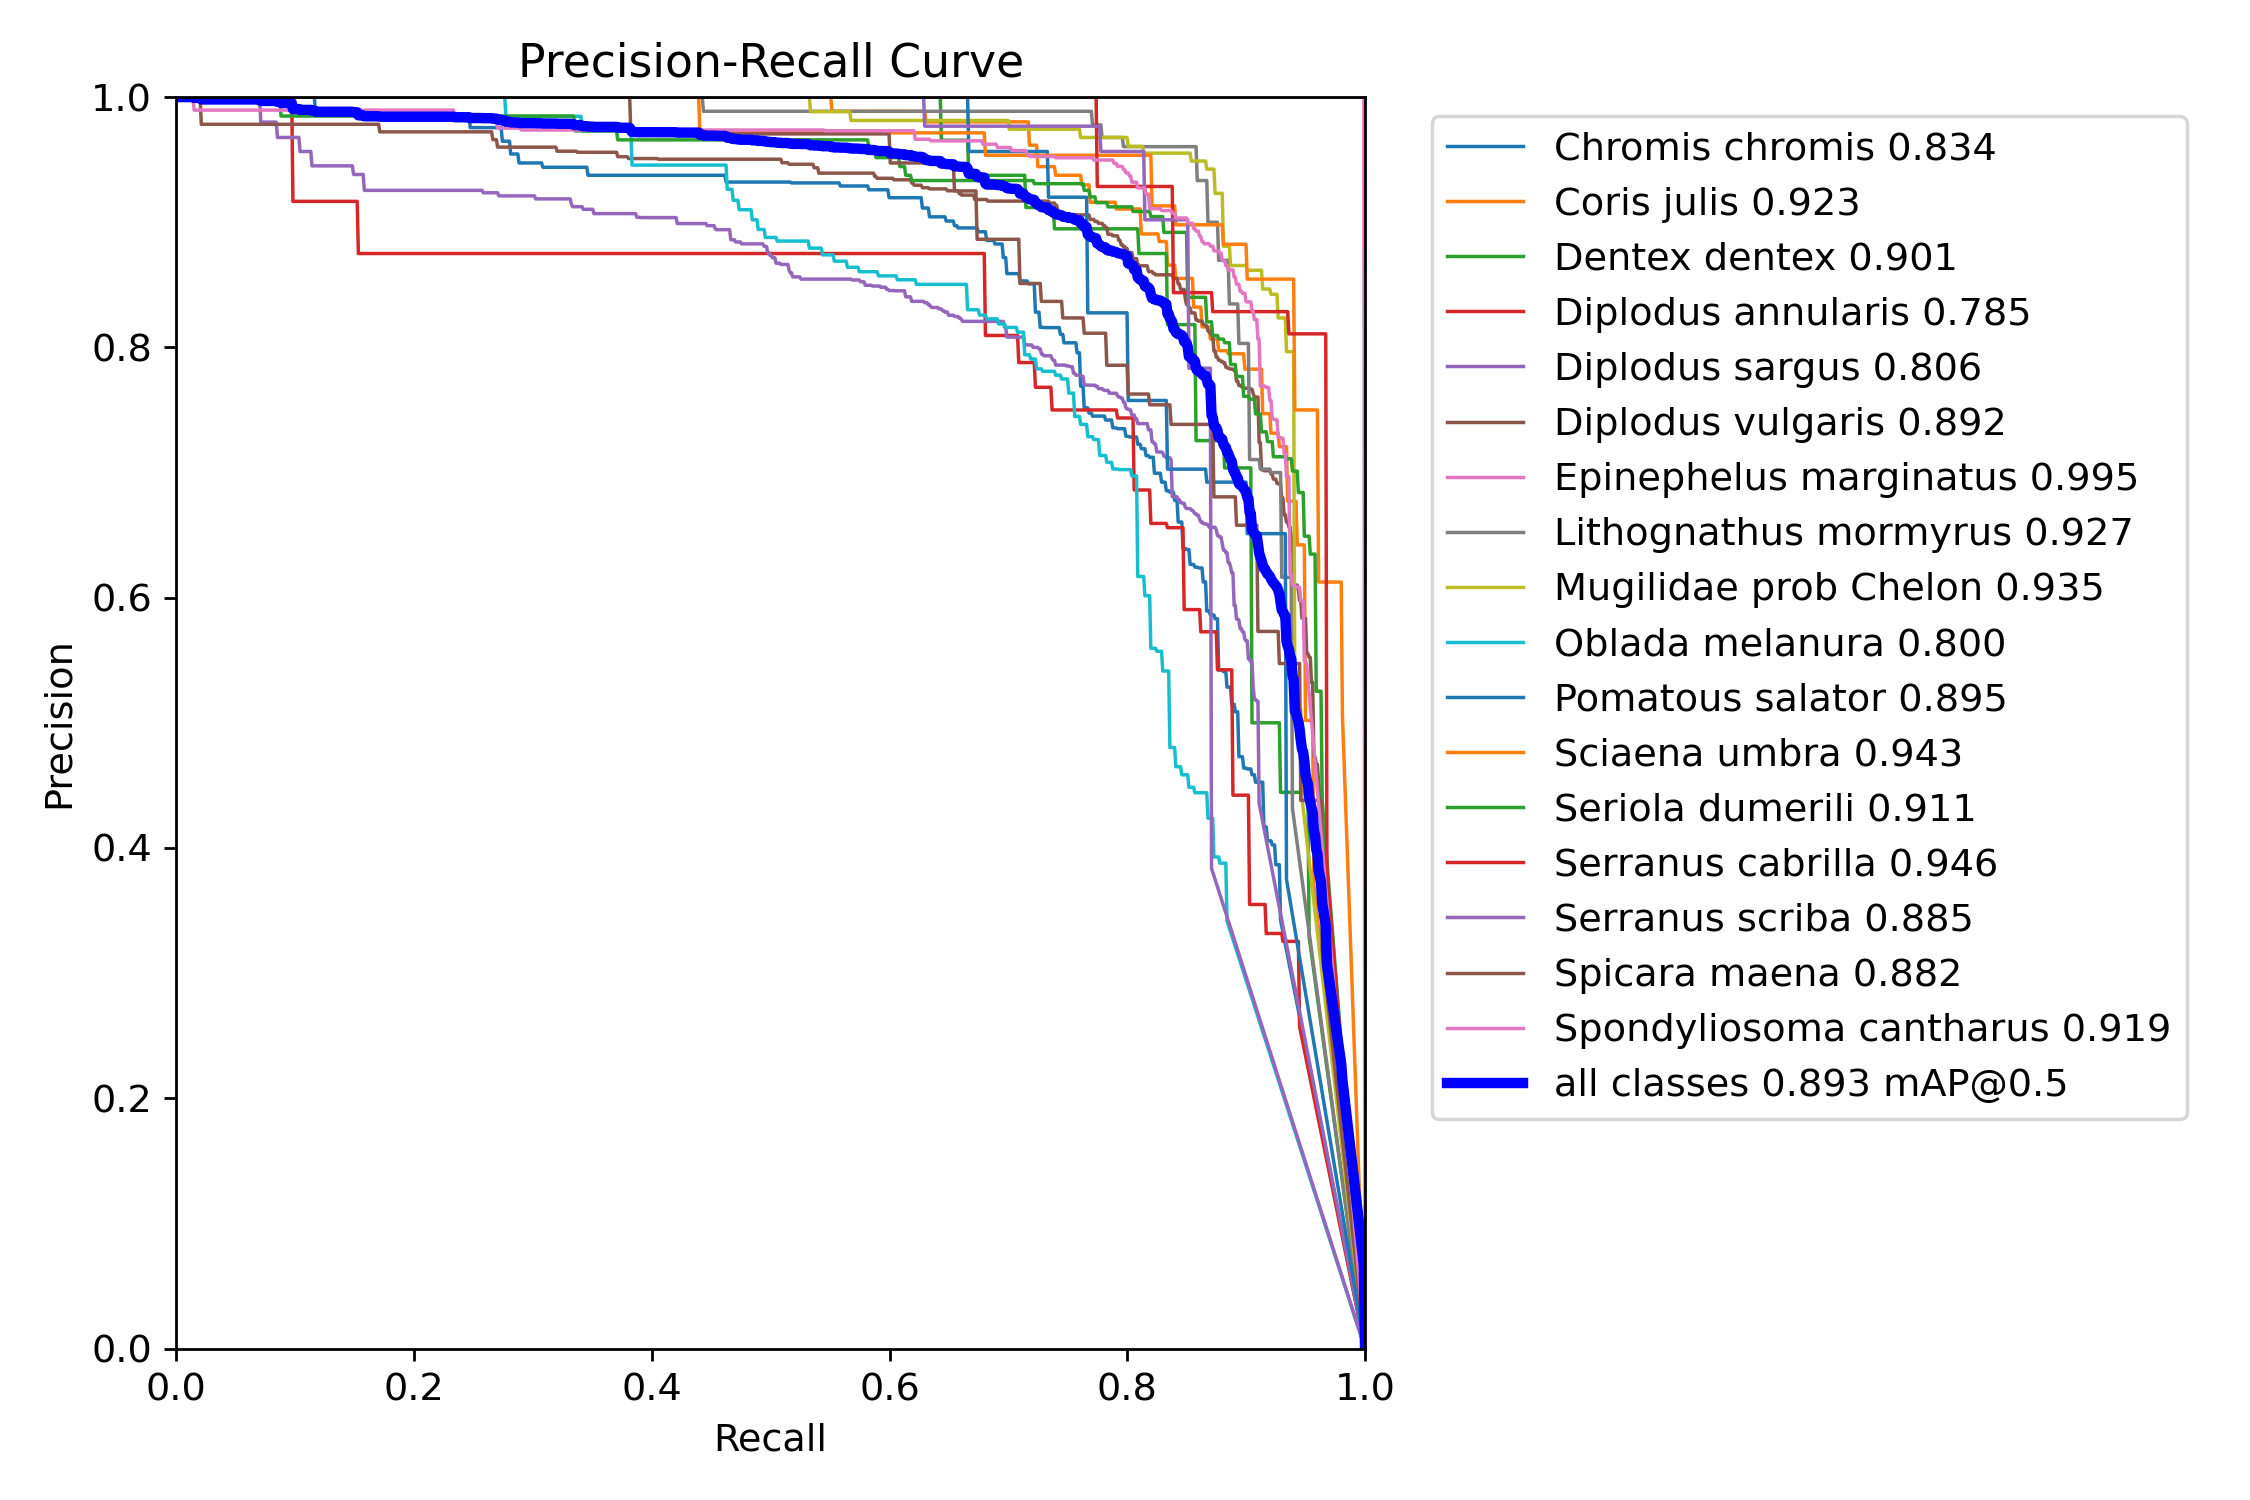 Precision-Recall Curve
1.0
0.8
0.6
0.4
0.2
0.0
Precision
0.0 0.2 0.4 0.6 0.8 1.0
Recall
Chromis chromis 0.834
Coris julis 0.923
Dentex dentex 0.901
Diplodus annularis 0.785
Diplodus sargus 0.806
Diplodus vulgaris 0.892
Epinephelus marginatus 0.995
Lithognathus mormyrus 0.927
Mugilidae prob Chelon 0.935
Oblada melanura 0.800
Pomatous salator 0.895
Sciaena umbra 0.943
Seriola dumerili 0.911
Serranus cabrilla 0.946
Serranus scriba 0.885
Spicara maena 0.882
Spondyliosoma cantharus 0.919
all classes 0.893 mAP@0.5